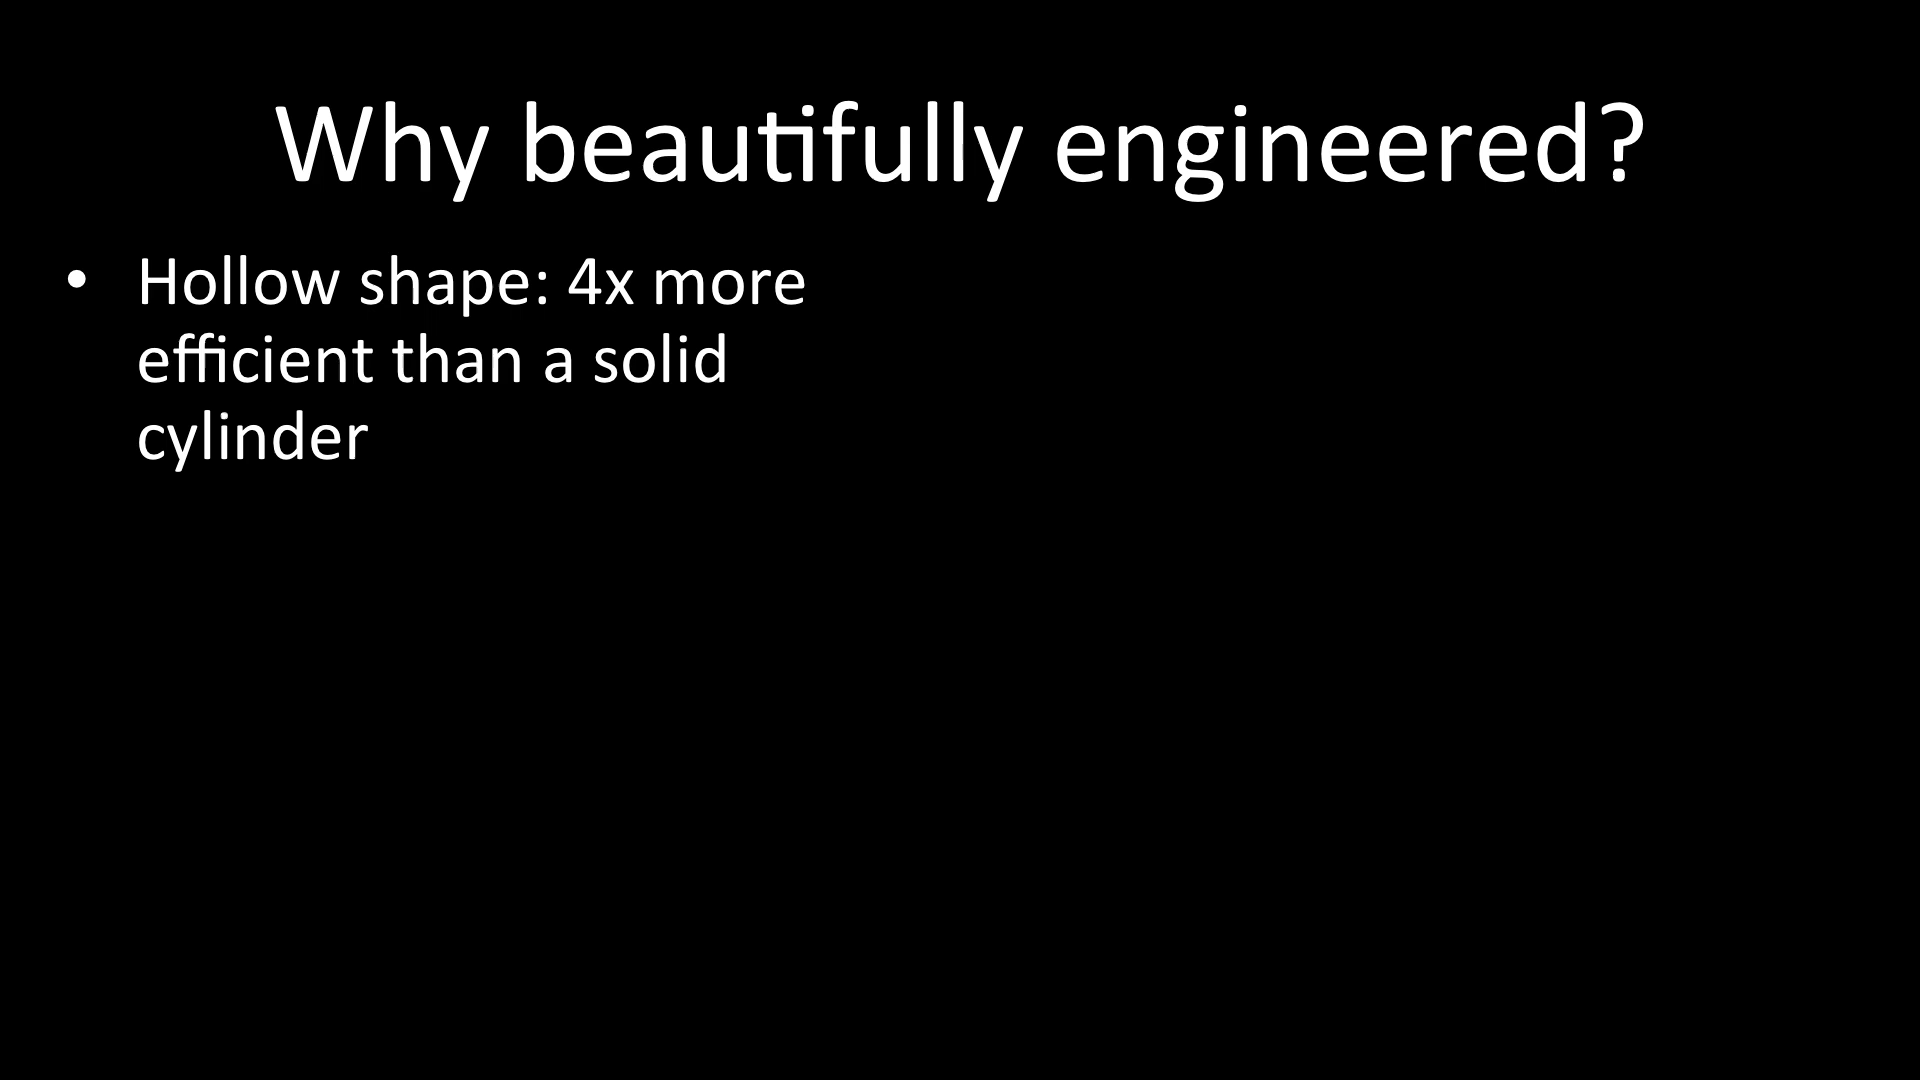 Why beautifully engineered?
• Hollow shape: 4x more
efficient than a solid
cylinder